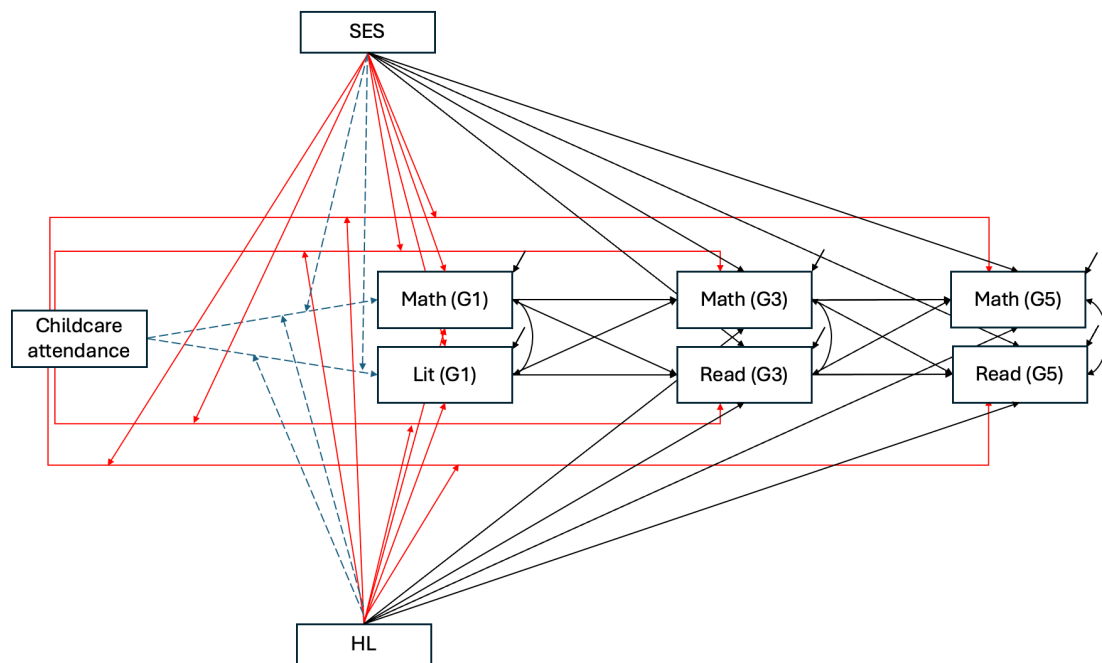 SES
Math (G1)
Math (G3)
Math (G5)
Childcare
attendance
Lit (G1)
Read (G3)
Read (G5)
HL